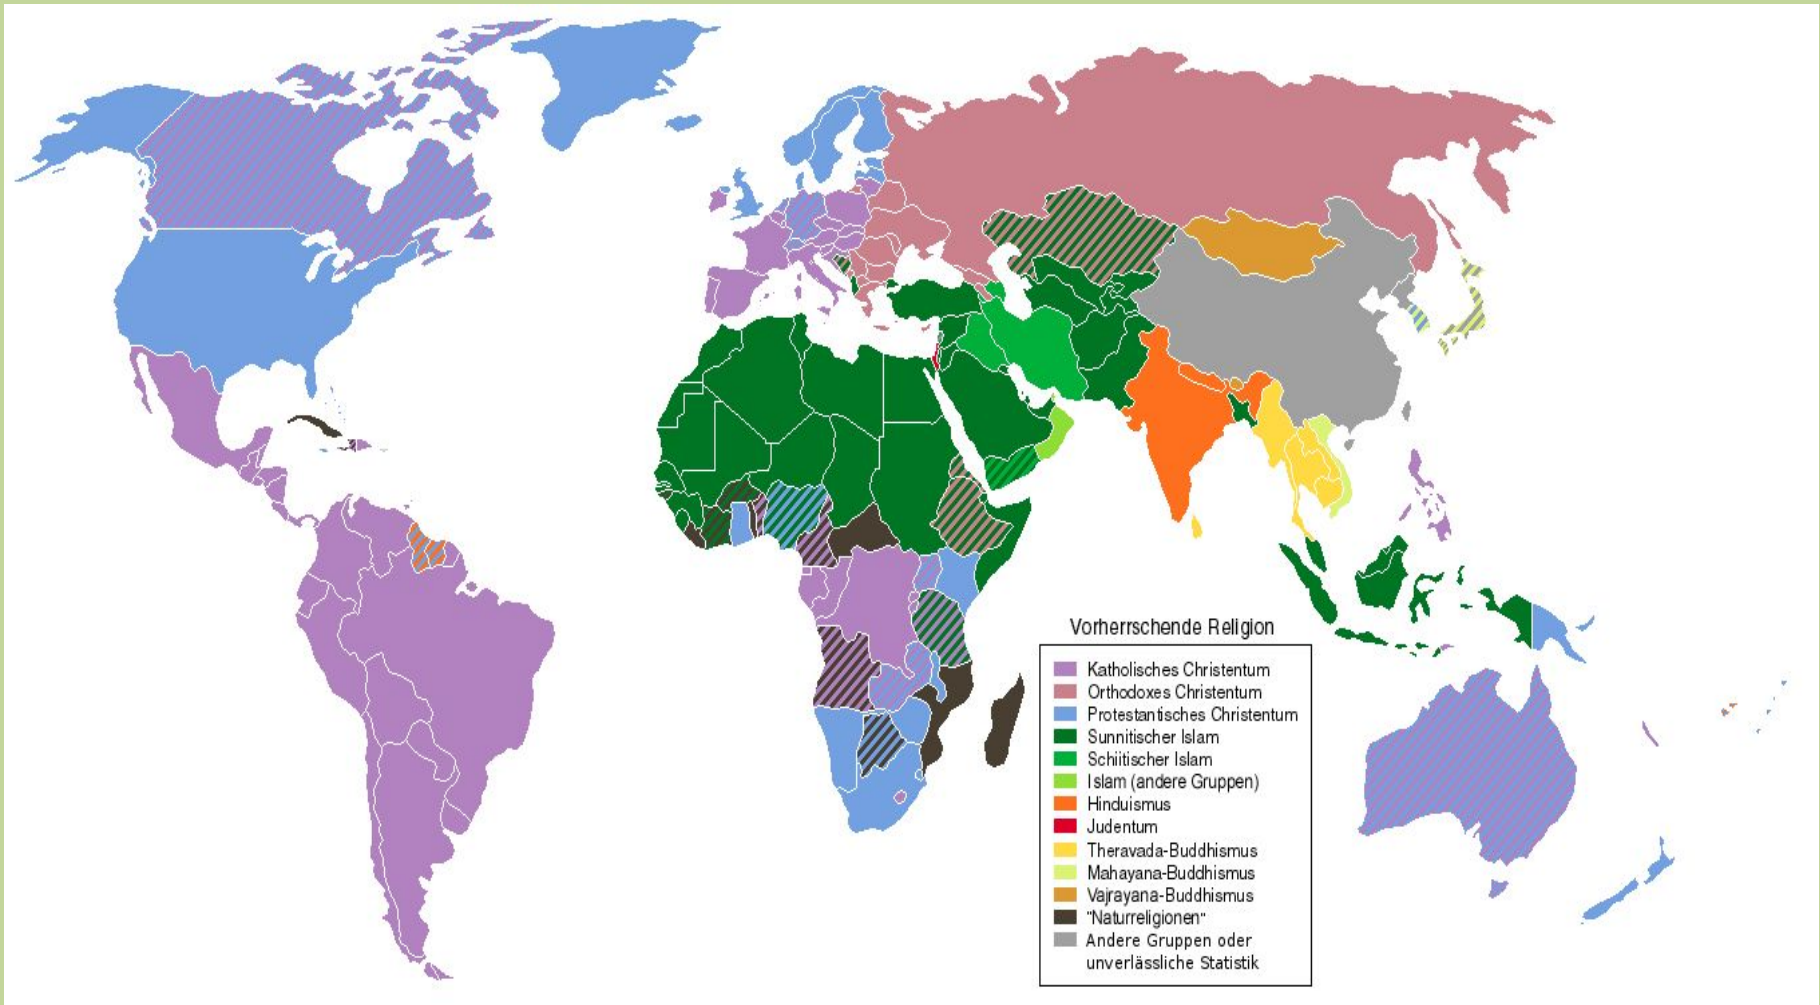 Vorherrschende Religion
Katholisches Christentum
Orthodoxes Christentum
Protestantisches Christentum
Sunnitischer Islam
Schiitischer Islam
Islam (andere Gruppen)
Hinduismus
Judentum
Theravada-Buddhismus
Mahayana-Buddhismus
Vajrayana-Buddhismus
"Naturreligionen"
Andere Gruppen oder
unverlässliche Statistik